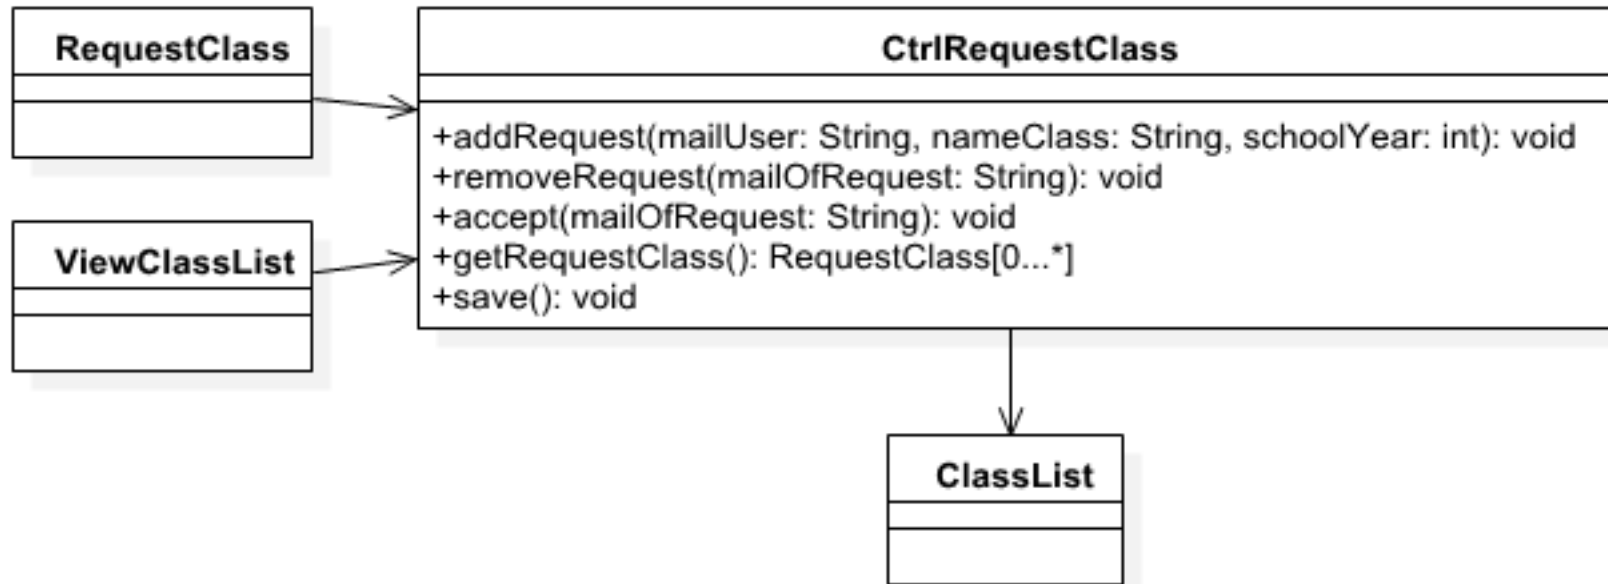 RequestClass
CtrlRequestClass
+addRequest(mailUser: String, nameClass: String, schoolYear: int): void
+removeRequest(mailOfRequest: String): void
+accept(mailOfRequest: String): void
+getRequestClass(): RequestClass[0...*]
+save(): void
ViewClassList
ClassList